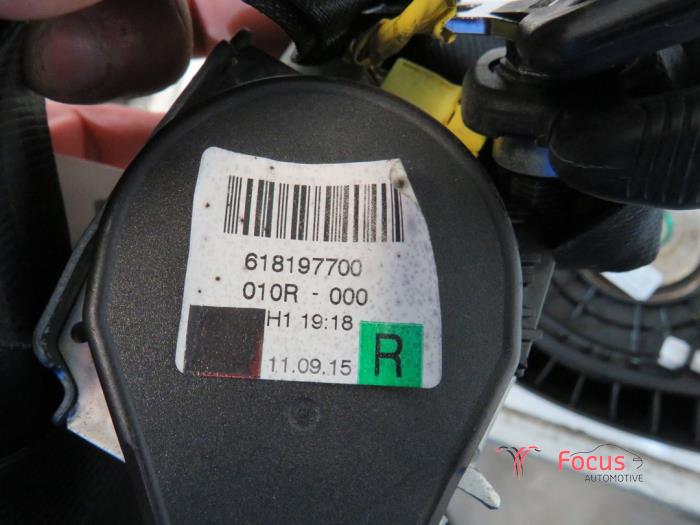 618197700
010R - 000
H1 19:18
11.09.15 R
Focus
AUTOMOTIVE